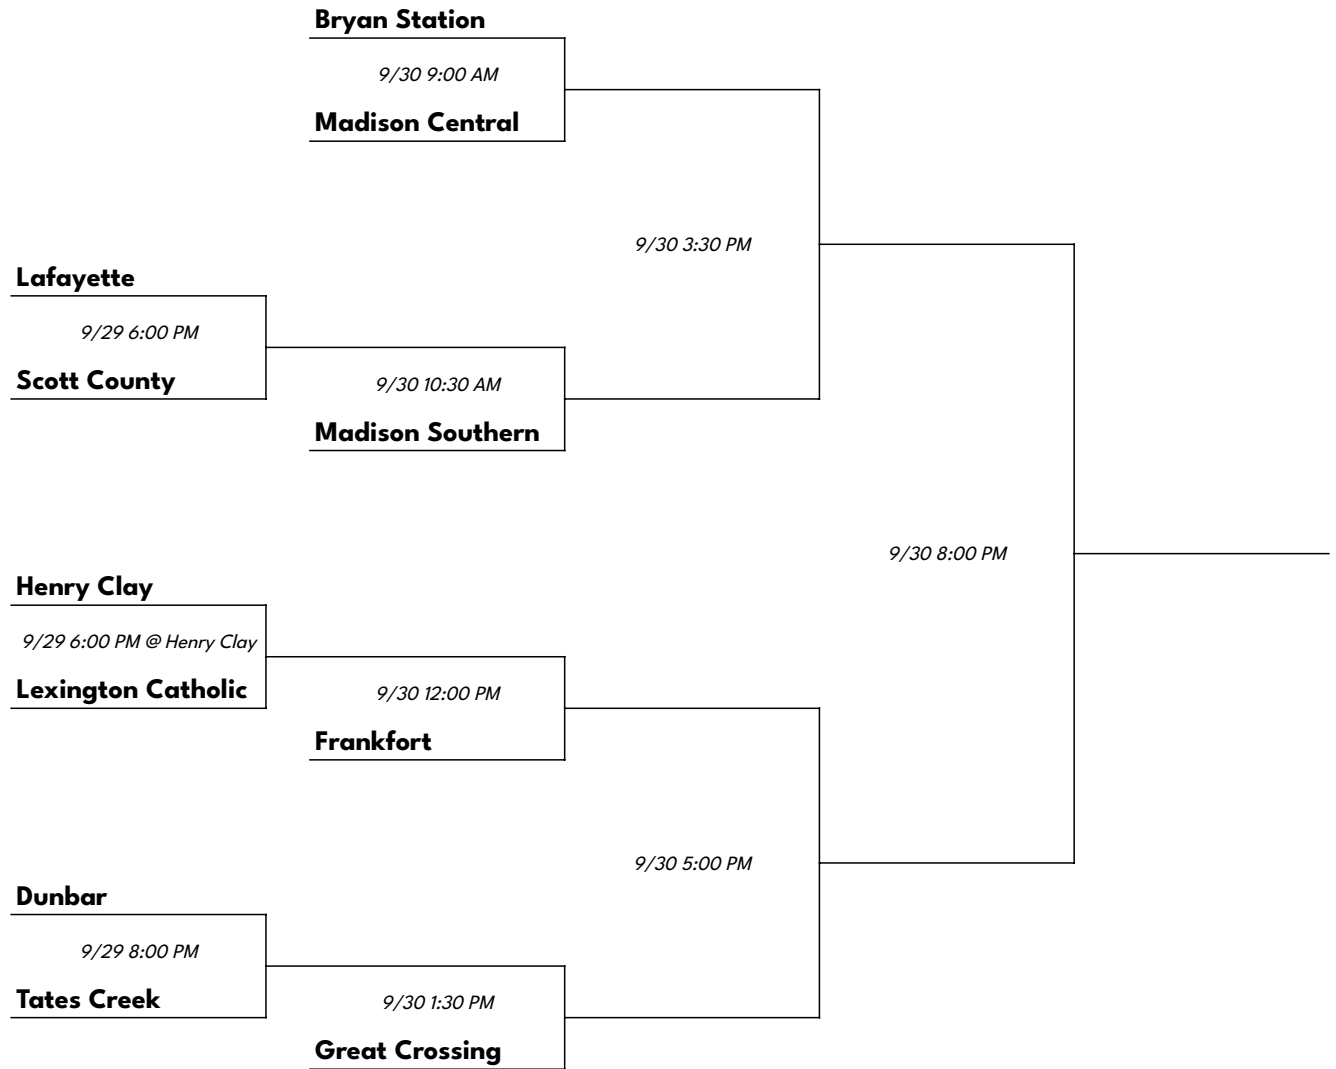 Bryan Station
9/30 9:00 AM
Madison Central
9/30 3:30 PM
Lafayette
9/29 6:00 PM
Scott County
9/30 10:30 AM
Madison Southern
9/30 8:00 PM
Henry Clay
9/29 6:00 PM @ Henry Clay
Lexington Catholic
9/30 12:00 PM
Frankfort
9/30 5:00 PM
Dunbar
9/29 8:00 PM
Tates Creek
9/30 1:30 PM
Great Crossing